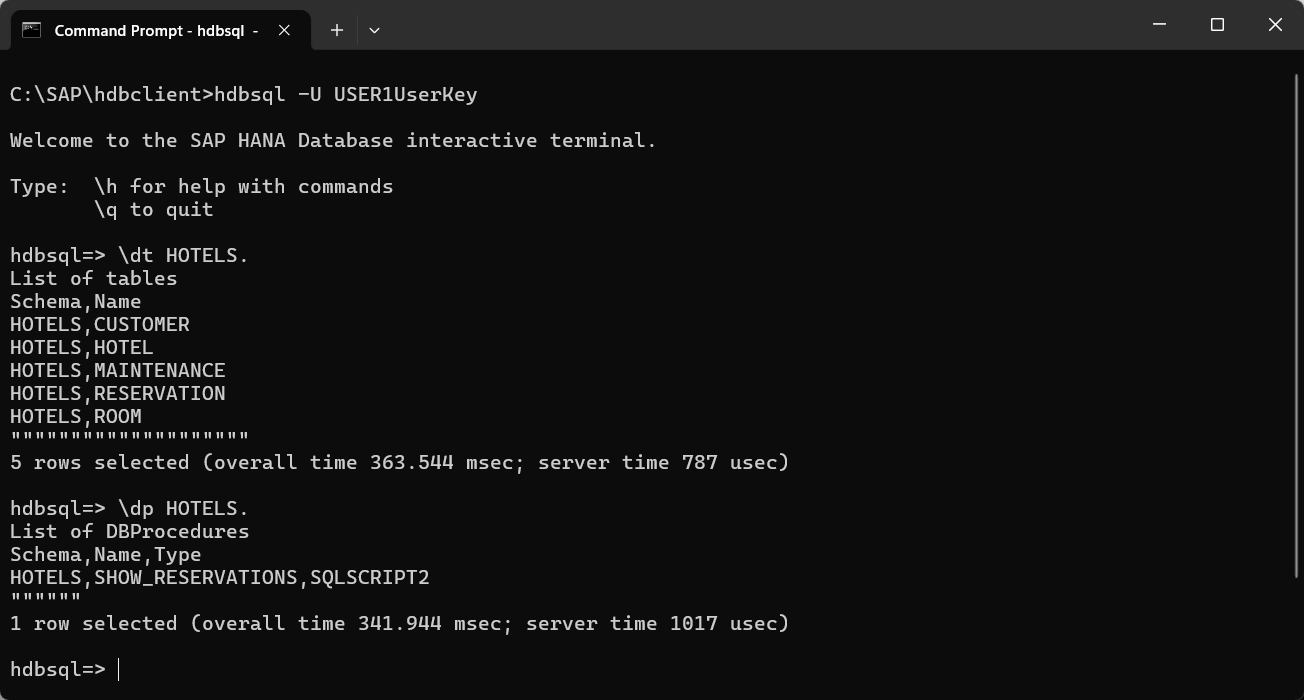 Command Prompt - hdbsql -
C:\SAP\hdbclient>hdbsql -U USER1UserKey
Welcome to the SAP HANA Database interactive terminal.
Type:  \h for help with commands
       \q to quit
hdbsql=> \dt HOTELS.
List of tables
Schema,Name
HOTELS,CUSTOMER
HOTELS,HOTEL
HOTELS,MAINTENANCE
HOTELS,RESERVATION
HOTELS,ROOM
""""""""""""""""""""
5 rows selected (overall time 363.544 msec; server time 787 usec)
hdbsql=> \dp HOTELS.
List of DBProcedures
Schema,Name,Type
HOTELS,SHOW_RESERVATIONS,SQLSCRIPT2
""""""
1 row selected (overall time 341.944 msec; server time 1017 usec)
hdbsql=>